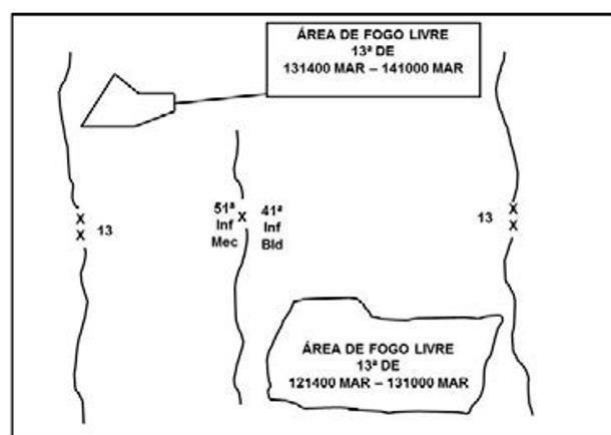 ÁREA DE FOGO LIVRE
13ª DE
131400 MAR – 141000 MAR
X
X
13
51ª
Inf
Mec
X
41ª
Inf
Bld
13
X
X
ÁREA DE FOGO LIVRE
13ª DE
121400 MAR – 131000 MAR